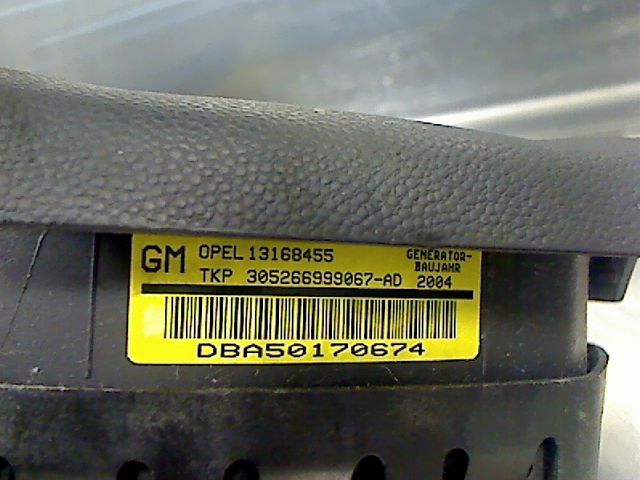 GM OPEL 13168455 GENERATOR-
BAUJAHR
TKP 305266999067-AD 2004
DBA50170674